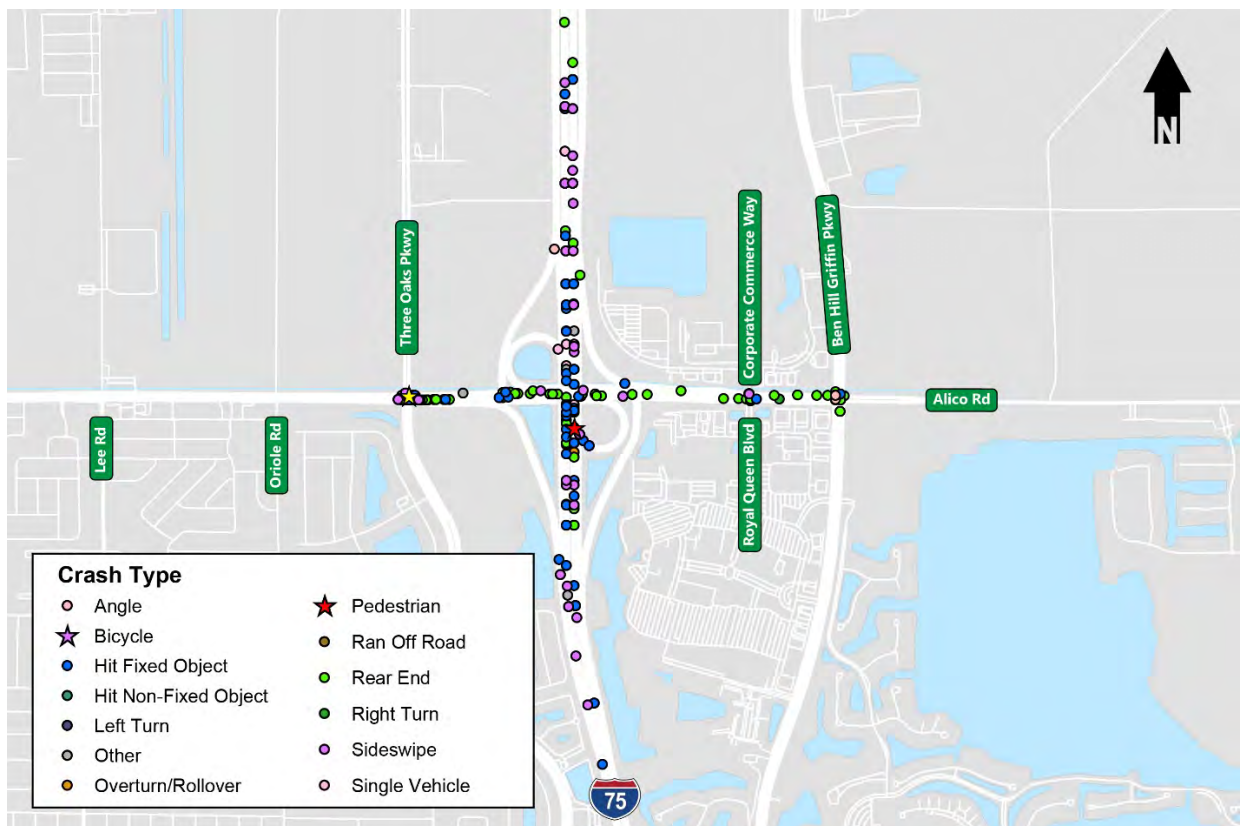 N
Three Oaks Pkwy
Corporate Commerce Way
Ben Hill Griffin Pkwy
Alico Rd
Lee Rd
Oriole Rd
Royal Queen Blvd
Crash Type
Angle
Bicycle
Hit Fixed Object
Hit Non-Fixed Object
Left Turn
Other
Overturn/Rollover
Pedestrian
Ran Off Road
Rear End
Right Turn
Sideswipe
Single Vehicle
75